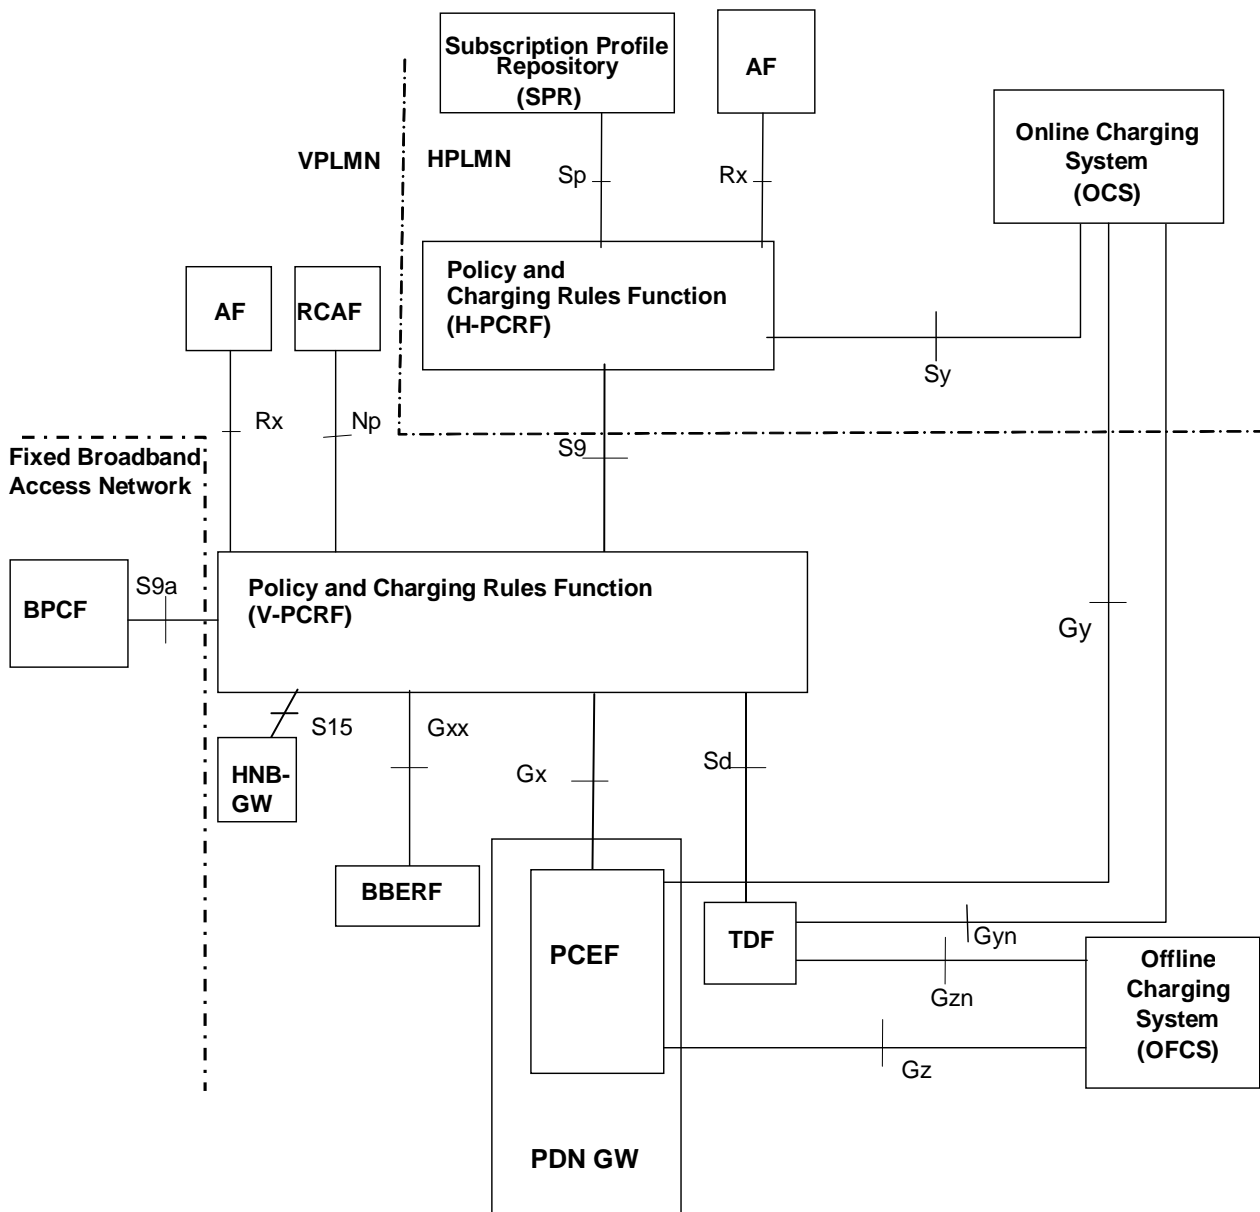 Subscription Profile
Repository
(SPR)
AF
Online Charging
System
(OCS)
VPLMN
HPLMN
Sp
Rx
Policy and
Charging Rules Function
(H-PCRF)
AF
RCAF
Sy
Rx
Np
S9
Fixed Broadband
Access Network
BPCF
S9a
Policy and Charging Rules Function
(V-PCRF)
Gy
S15
Gxx
Gx
Sd
HNB-
GW
BBERF
PCEF
TDF
Gyn
Gzn
Gz
Offline
Charging
System
(OFCS)
PDN GW